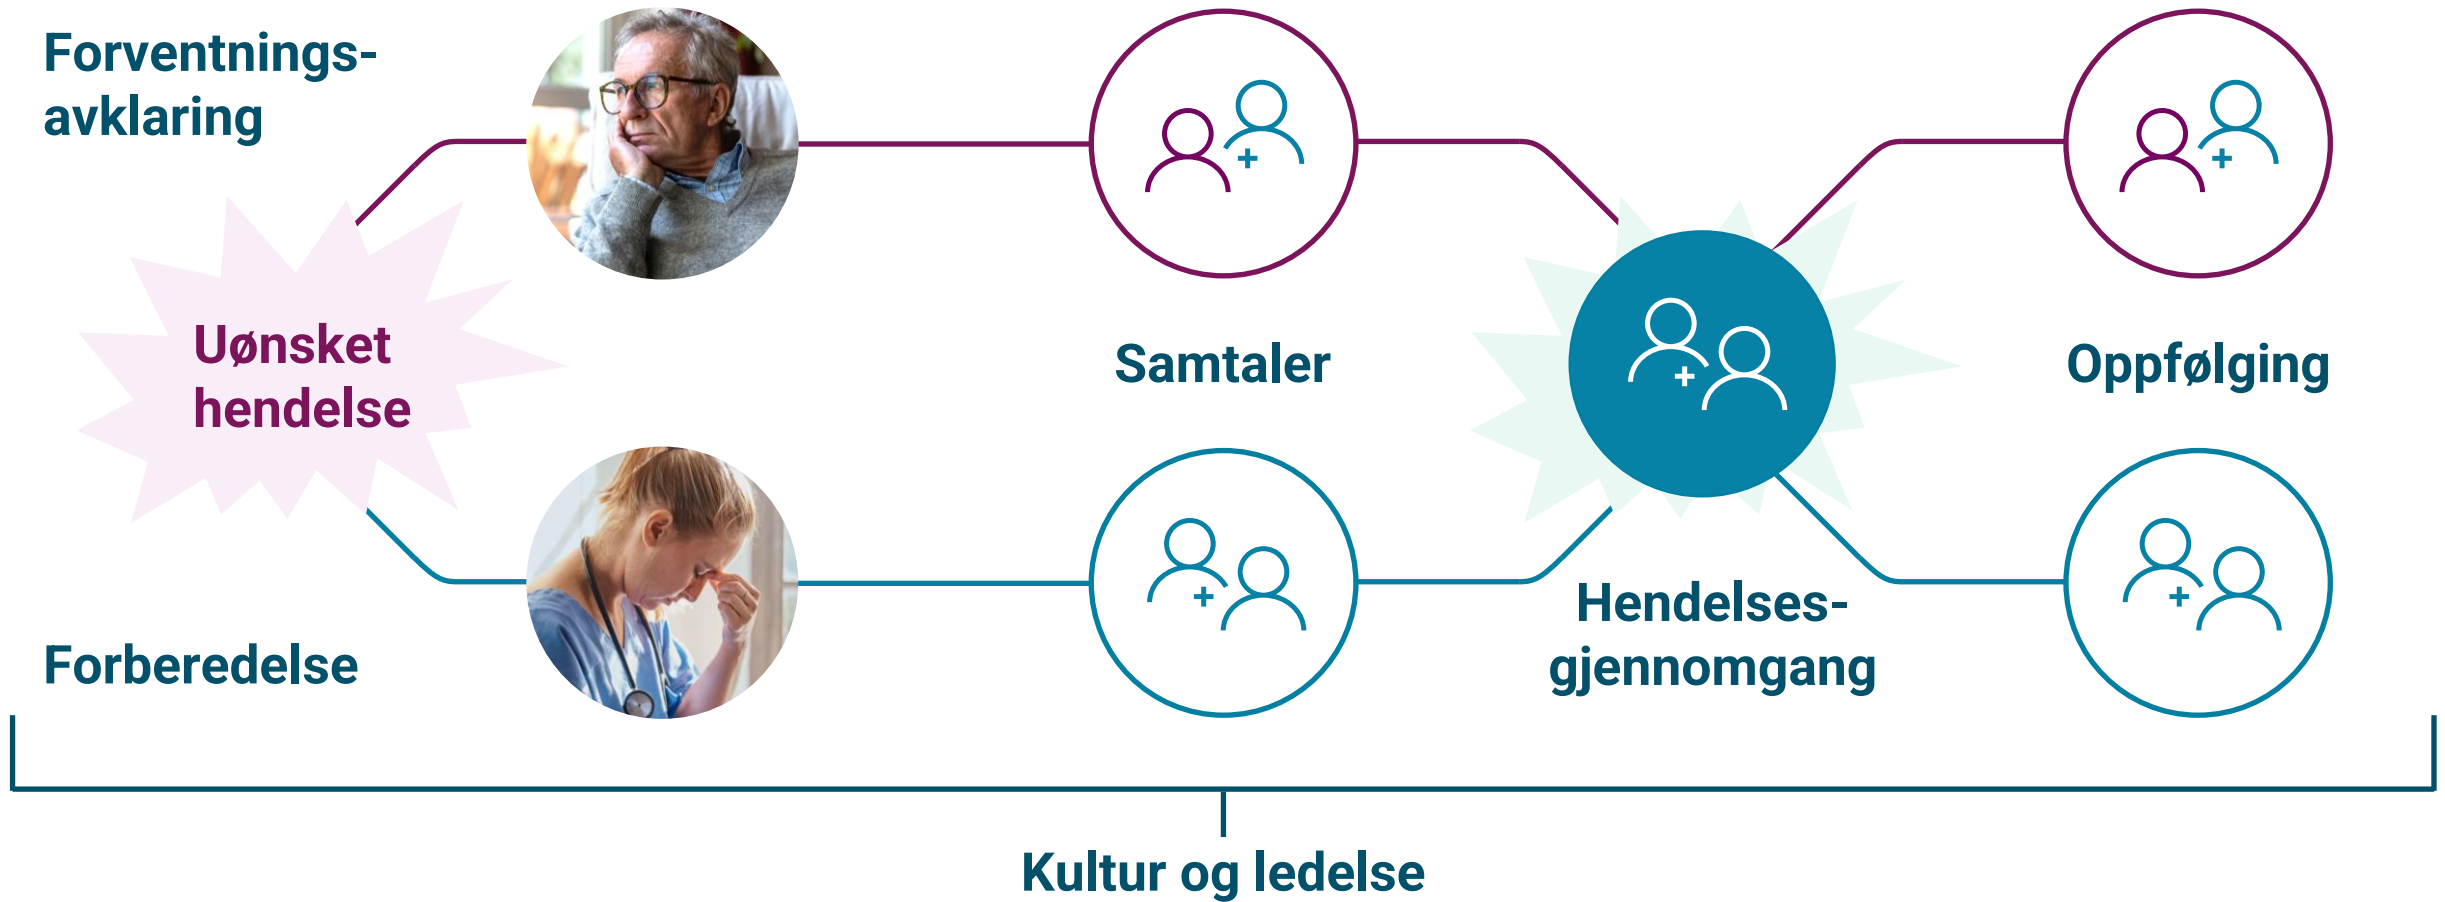 Forventnings-
avklaring
Uønsket
hendelse
Forberedelse
Samtaler
Hendelses-
gjennomgang
Oppfølging
Kultur og ledelse